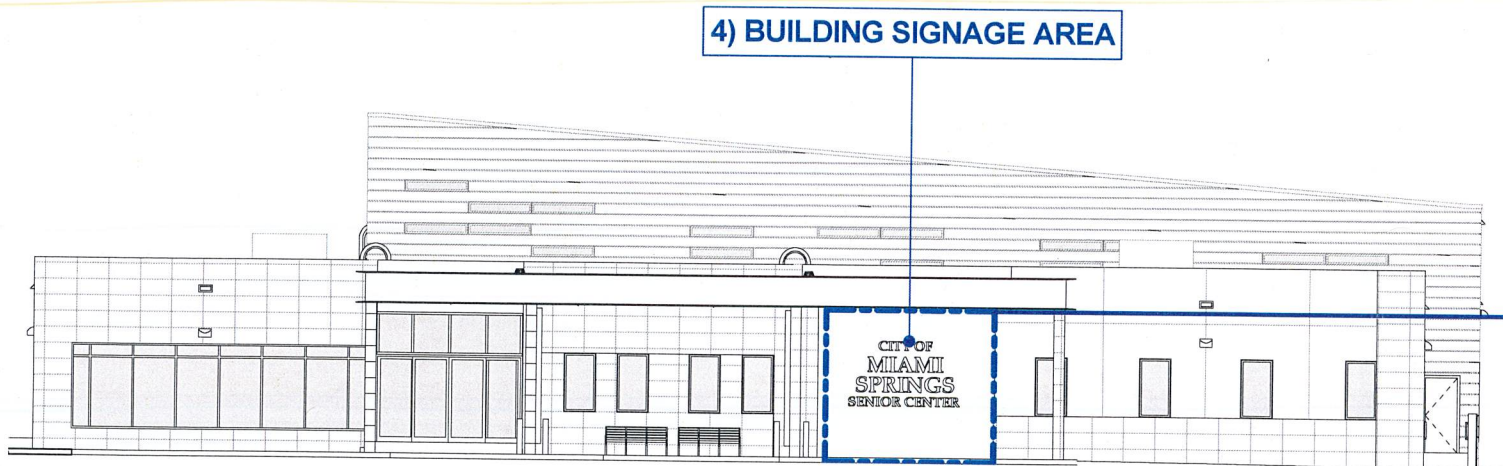 4) BUILDING SIGNAGE AREA
CITY OF
MIAMI
SPRINGS
SENIOR CENTER